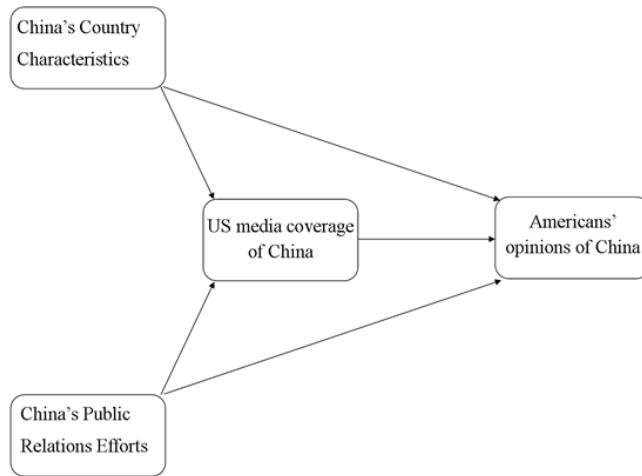 China’s Country
Characteristics
US media coverage
of China
Americans’
opinions of China
China’s Public
Relations Efforts